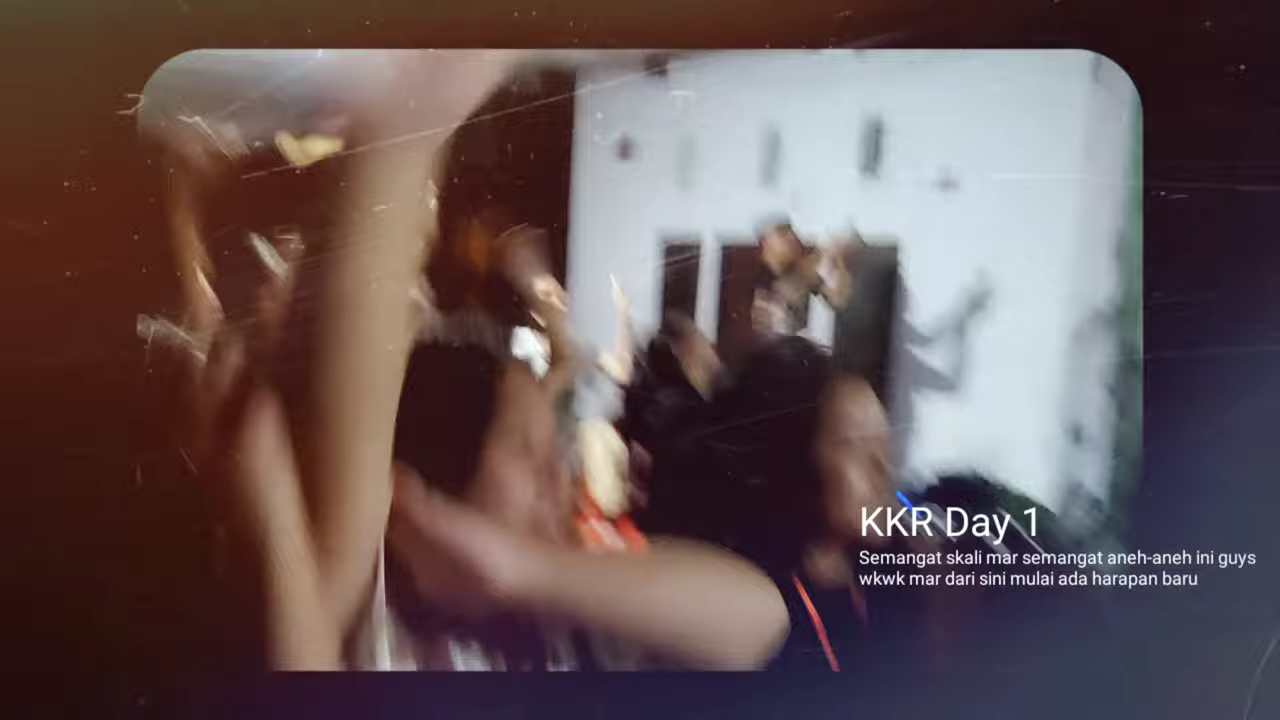 KKR Day 1
Semangat skali mar semangat aneh-aneh ini guys
wkwk mar dari sini mulai ada harapan baru